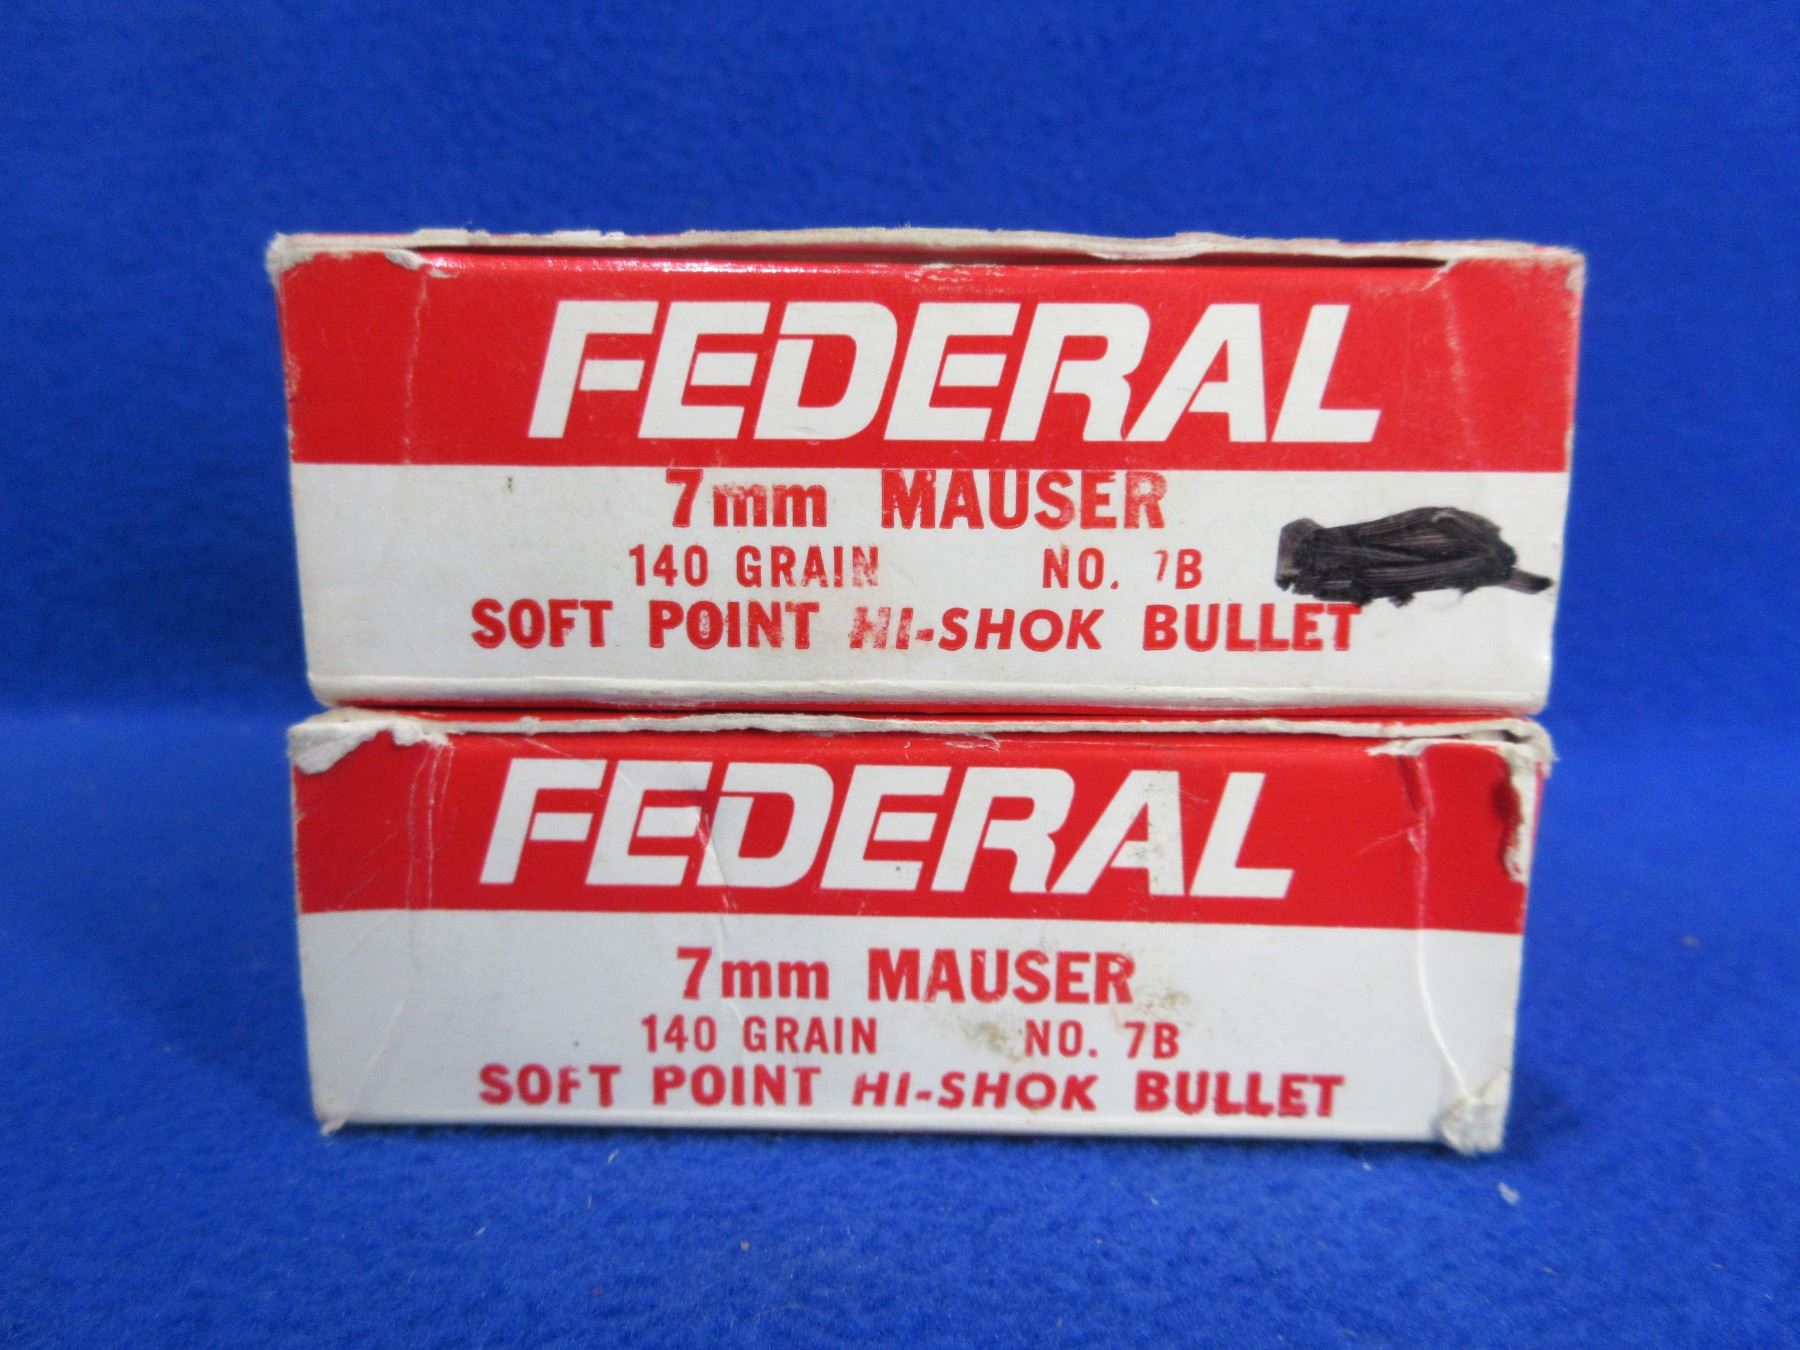 FEDERAL
7mm MAUSER
140 GRAIN NO. 7B
SOFT POINT HI-SHOK BULLET
FEDERAL
7mm MAUSER
140 GRAIN NO. 7B
SOFT POINT HI-SHOK BULLET